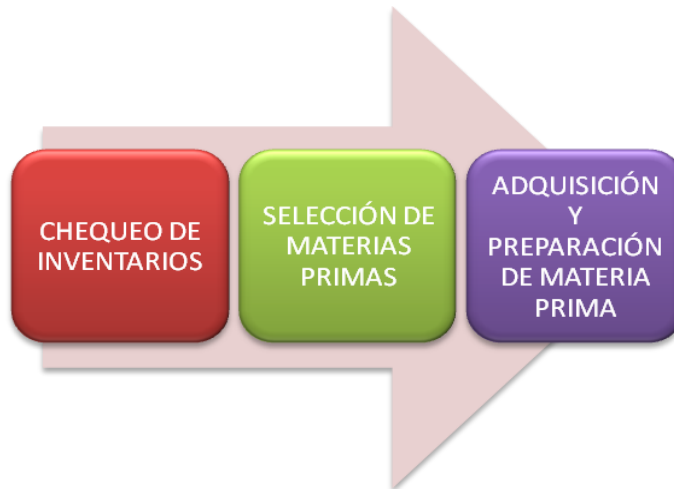 CHEQUEO DE
INVENTARIOS
SELECCIÓN DE
MATERIAS
PRIMAS
ADQUISICIÓN
Y
PREPARACIÓN
DE MATERIA
PRIMA